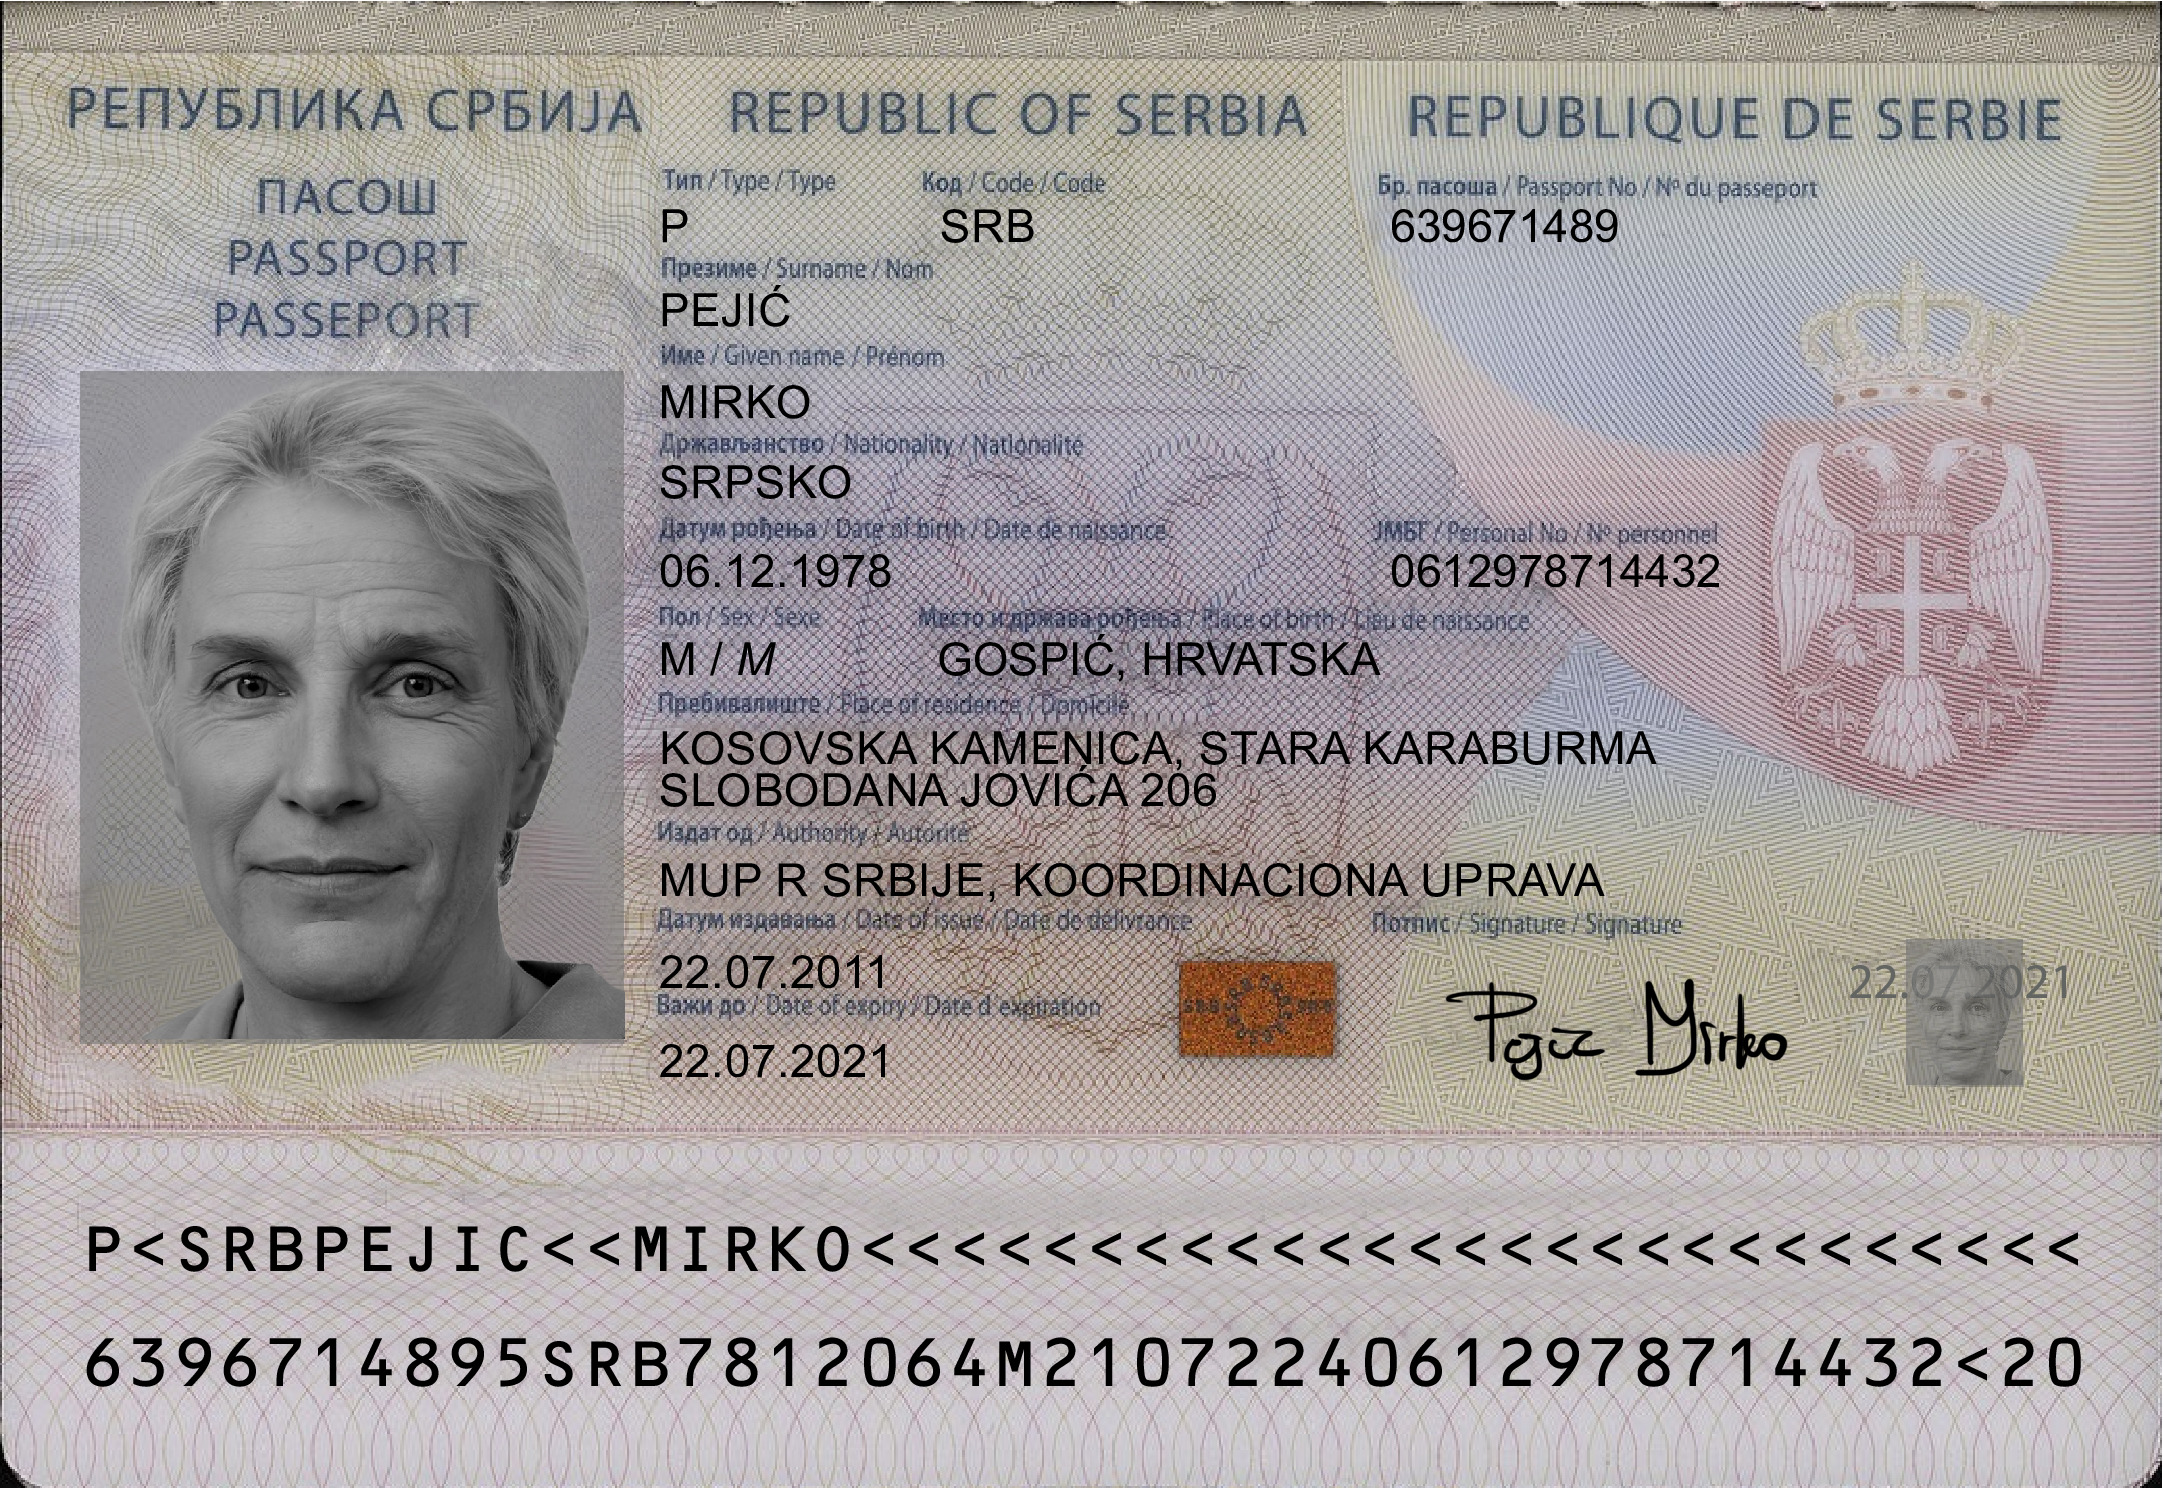 РЕПУБЛИКА СРБИЈА REPUBLIC OF SERBIA REPUBLIQUE DE SERBIE
ПАСОШ
PASSPORT
PASSEPORT
Тип / Type / Type Код / Code / Code Бр. пасоша / Passport No / Nº du passeport
P SRB 639671489
Презиме / Surname / Nom
PEJIĆ
Име / Given name / Prénom
MIRKO
Држављанство / Nationality / Nationalité
SRPSKO
Датум рођења / Date of birth / Date de naissance ЈМБГ / Personal No / Nº personnel
06.12.1978 0612978714432
Пол / Sex / Sexe Место и држава рођења / Place of birth / Lieu de naissance
M / M GOSPIĆ, HRVATSKA
Пребивалиште / Place of residence / Domicile
KOSOVSKA KAMENICA, STARA KARABURMA
SLOBODANA JOVIĆA 206
Издат од / Authority / Autorité
MUP R SRBIJE, KOORDINACIONA UPRAVA
Датум издавања / Date of issue / Date de délivrance Потпис / Signature / Signature
22.07.2011
Pejic Mirko 22.07.2021
Важи до / Date of expiry / Date d expiration
22.07.2021
P<SRBPEJIC<<MIRKO<<<<<<<<<<<<<<<<<<<<<<<<<<<
6396714895SRB7812064M21072240612978714432<20